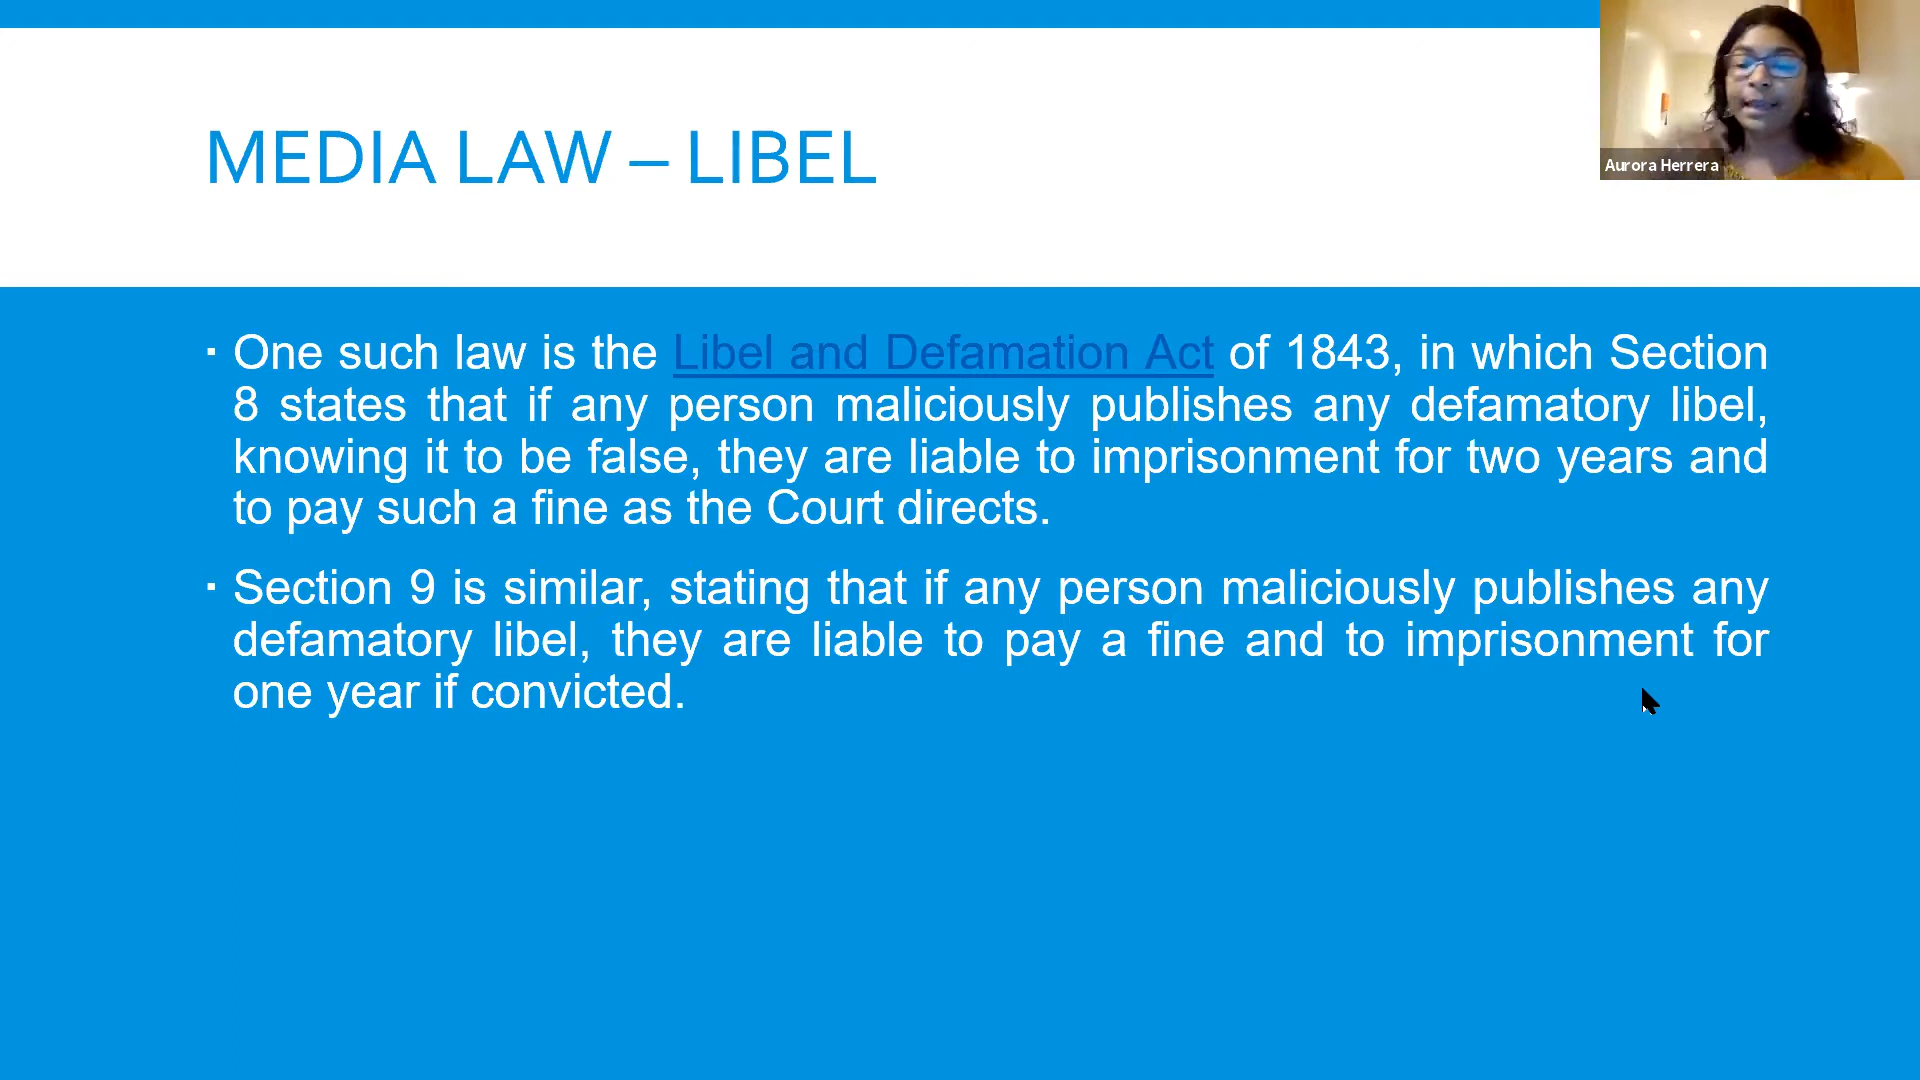 MEDIA LAW – LIBEL
Aurora Herrera
▪ One such law is the Libel and Defamation Act of 1843, in which Section
8 states that if any person maliciously publishes any defamatory libel,
knowing it to be false, they are liable to imprisonment for two years and
to pay such a fine as the Court directs.
▪ Section 9 is similar, stating that if any person maliciously publishes any
defamatory libel, they are liable to pay a fine and to imprisonment for
one year if convicted.